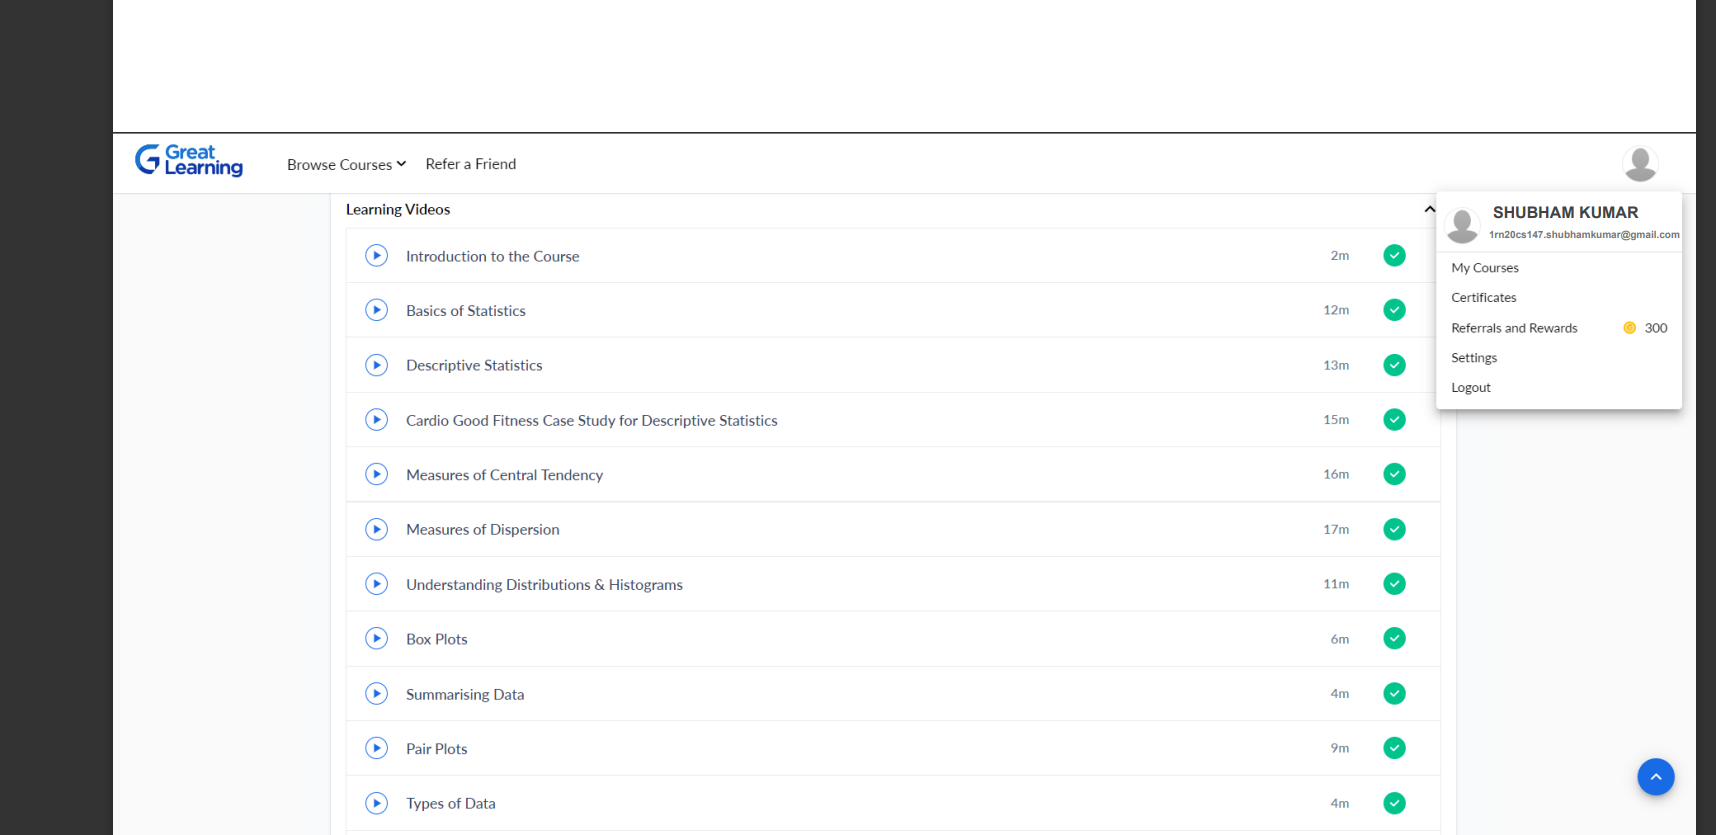 Great
Learning
Browse Courses
Refer a Friend
SHUBHAM KUMAR
1rn20cs147.shubhamkumar@gmail.com
My Courses
Certificates
Referrals and Rewards 300
Settings
Logout
Learning Videos
Introduction to the Course 2m
Basics of Statistics 12m
Descriptive Statistics 13m
Cardio Good Fitness Case Study for Descriptive Statistics 15m
Measures of Central Tendency 16m
Measures of Dispersion 17m
Understanding Distributions & Histograms 11m
Box Plots 6m
Summarising Data 4m
Pair Plots 9m
Types of Data 4m